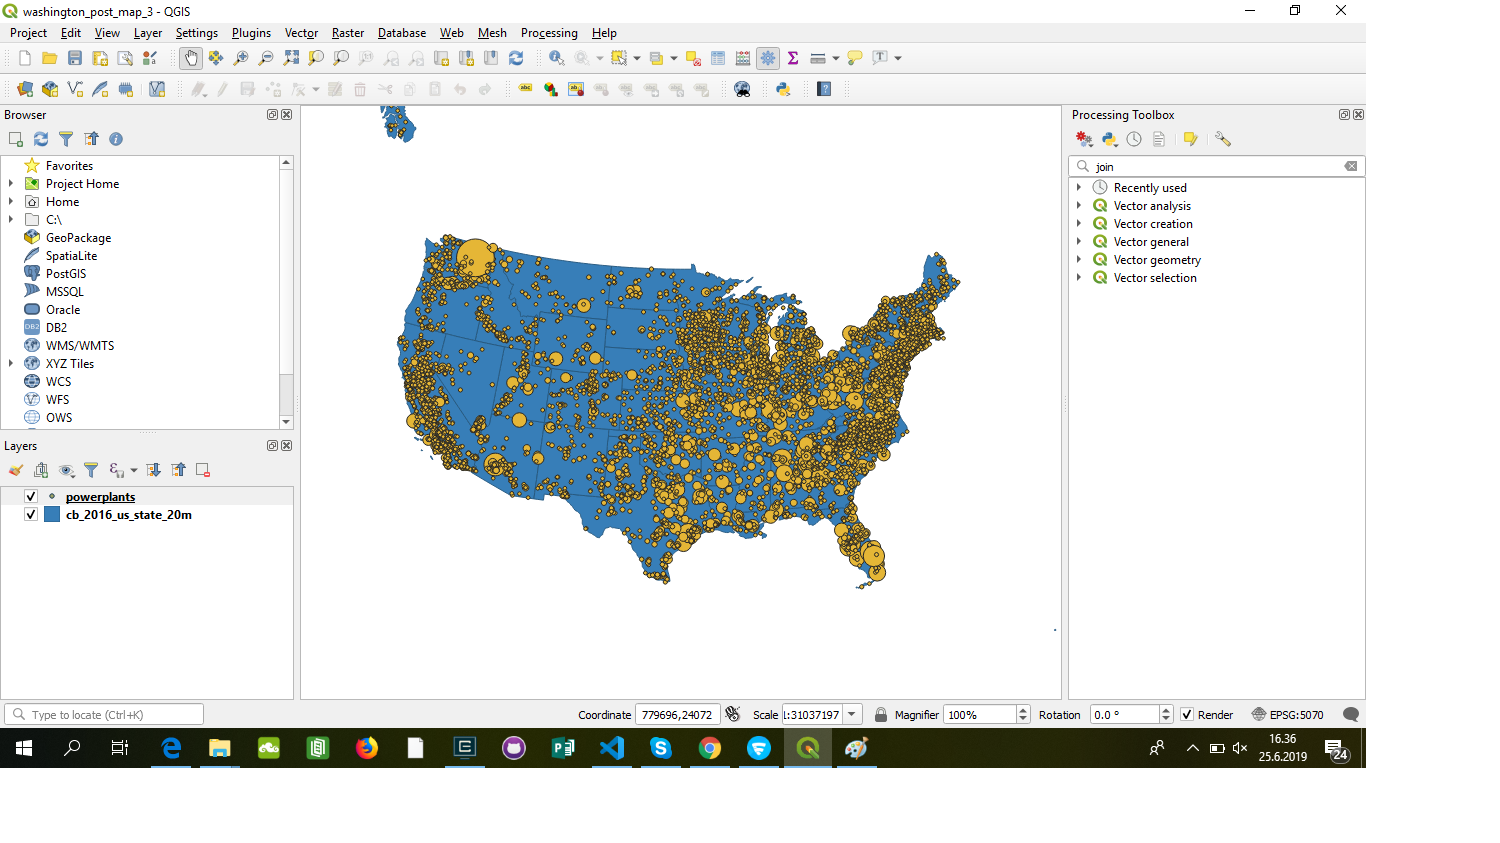 washington_post_map_3 - QGIS
Project Edit View Layer Settings Plugins Vector Raster Database Web Mesh Processing Help
Browser
Favorites
Project Home
Home
C:\
GeoPackage
SpatiaLite
PostGIS
MSSQL
Oracle
DB2
WMS/WMTS
XYZ Tiles
WCS
WFS
OWS
Layers
powerplants
cb_2016_us_state_20m
Processing Toolbox
join
Recently used
Vector analysis
Vector creation
Vector general
Vector geometry
Vector selection
Type to locate (Ctrl+K)
Coordinate 779696,24072 Scale 1:31037197 Magnifier 100% Rotation 0.0 ° Render EPSG:5070
16.36
25.6.2019
24